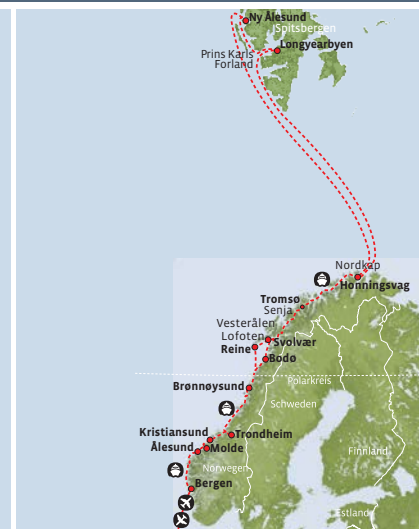 Ny Ålesund
Spitsbergen
Longyearbyen
Prins Karls
Forland
Nordkap
Honningsvag
Tromsø
Senja
Vesterålen
Lofoten
Svolvær
Reine
Bodø
Polarkreis
Brønnøysund
Schweden
Kristiansund
Trondheim
Ålesund
Molde
Finnland
Norwegen
Bergen
Estland